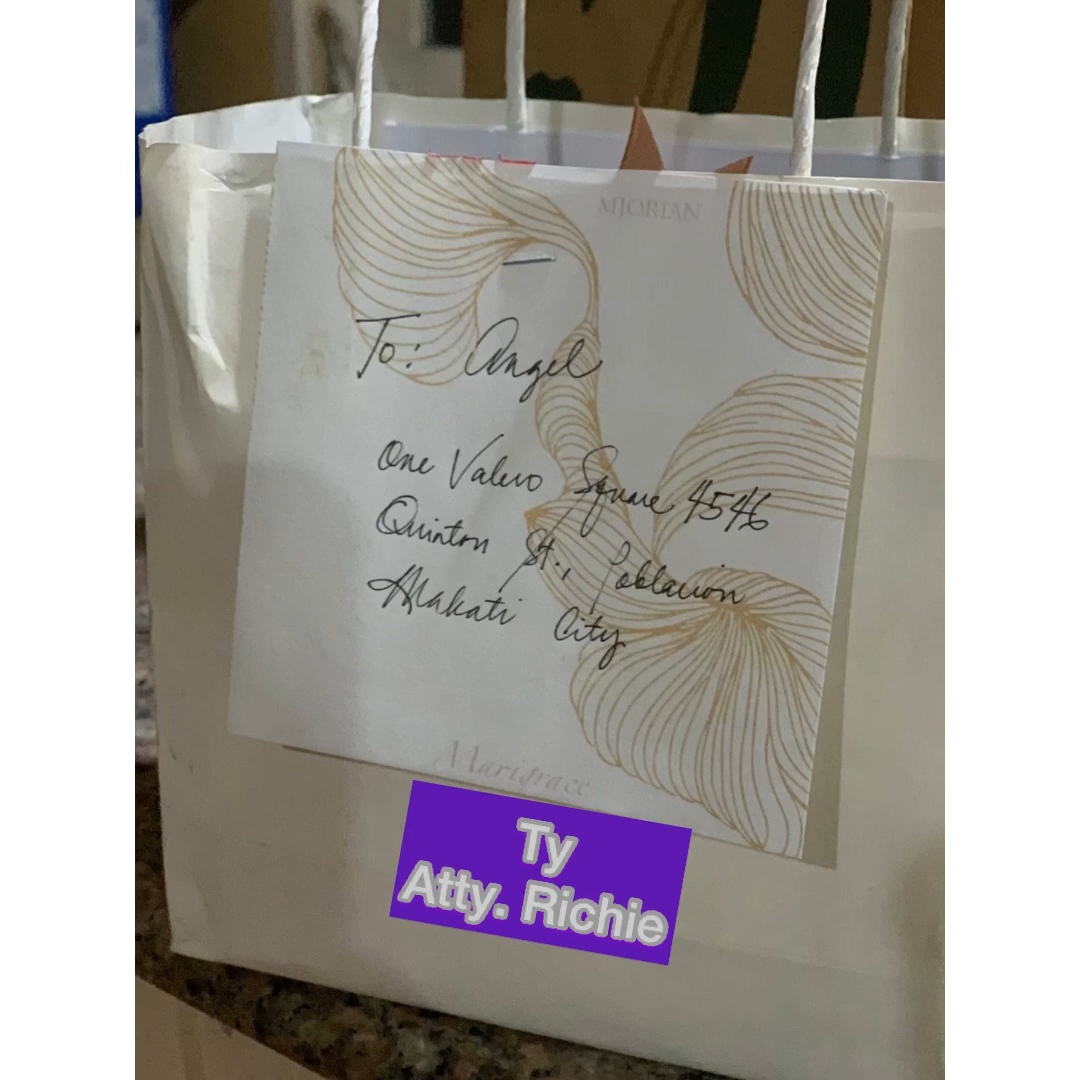 MJORIAN
To: Angel
One Valero Square 4546
Quinton St., Poblacion
Makati City
Marigrace
Ty
Atty. Richie